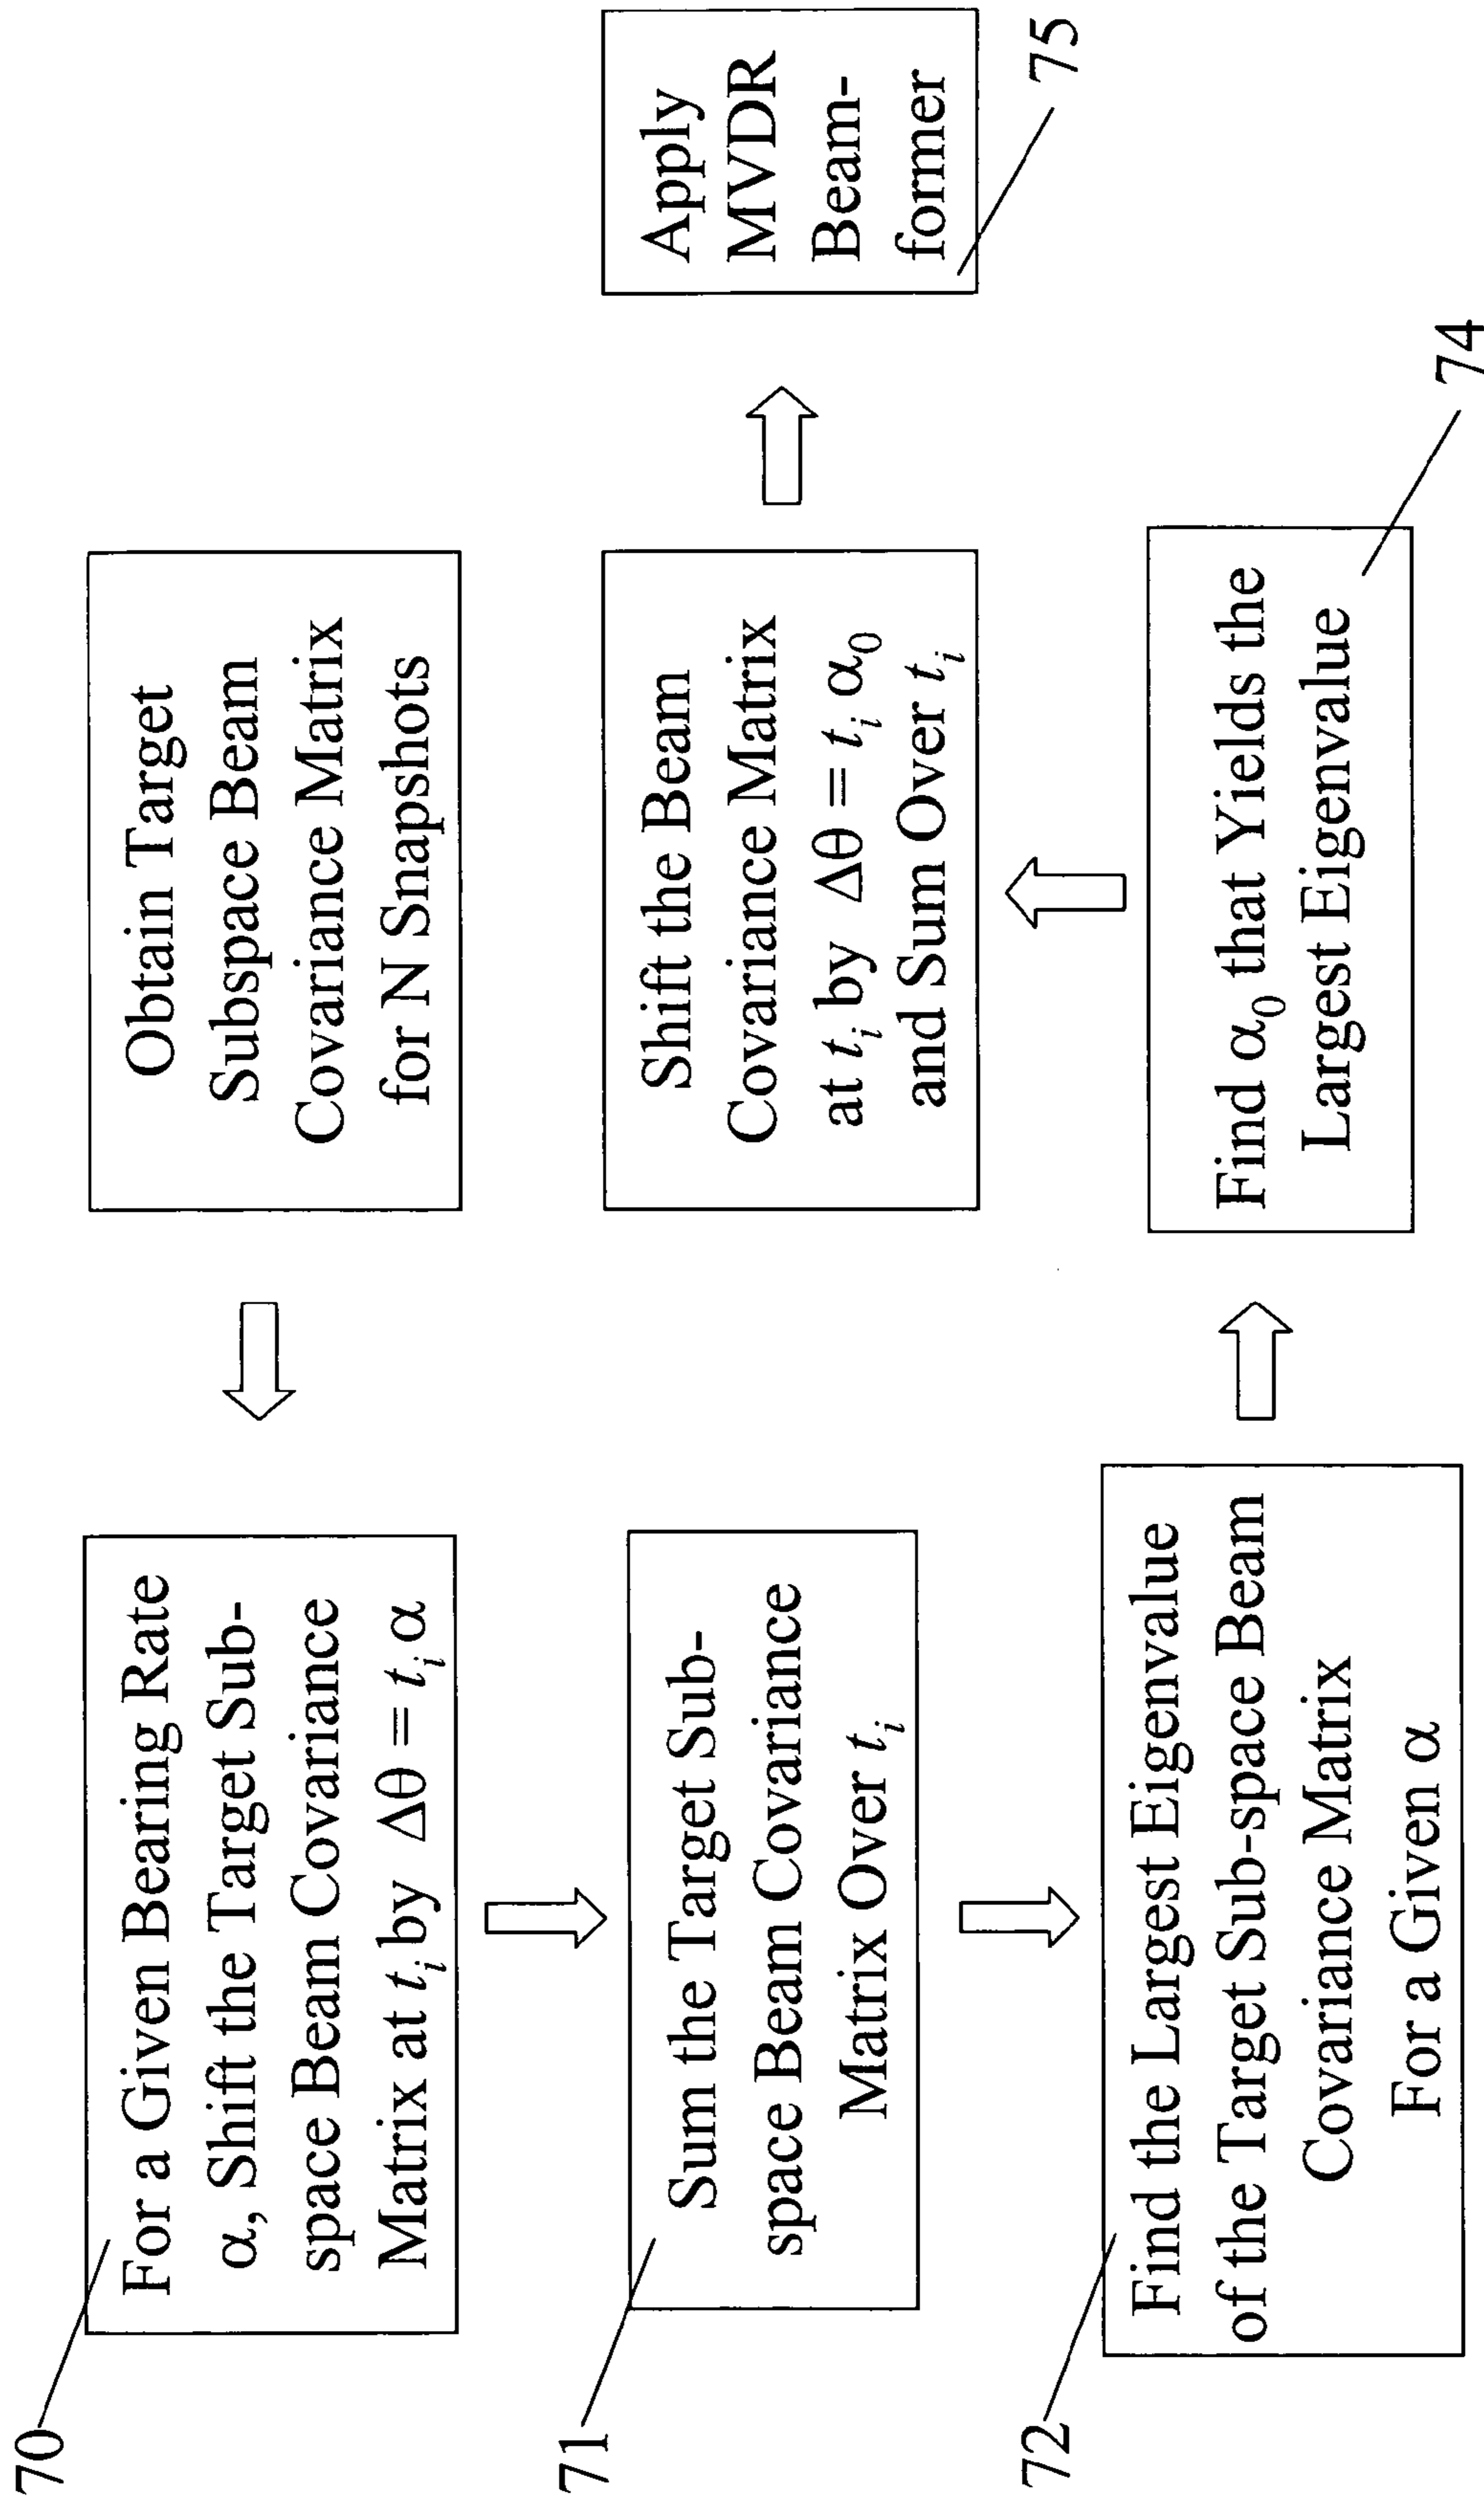 Obtain Target
Subspace Beam
Covariance Matrix
for N Snapshots
70
For a Given Bearing Rate
α, Shift the Target Sub-
space Beam Covariance
Matrix at tᵢ by Δθ = tᵢ α
71
Sum the Target Sub-
space Beam Covariance
Matrix Over tᵢ
72
Find the Largest Eigenvalue
of the Target Sub-space Beam
Covariance Matrix
For a Given α
Find α₀ that Yields the
Largest Eigenvalue
74
Shift the Beam
Covariance Matrix
at tᵢ by Δθ = tᵢ α₀
and Sum Over tᵢ
Apply
MVDR
Beam-
former
75